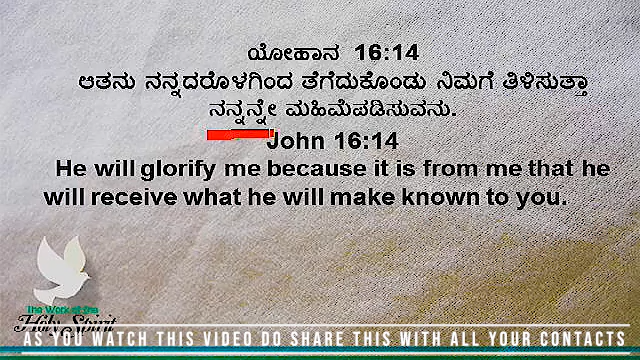 ಯೋಹಾನ 16:14
ಆತನು ನನ್ನದರೊಳಗಿಂದ ತೆಗೆದುಕೊಂಡು ನಿಮಗೆ ತಿಳಿಸುತ್ತಾ
ನನ್ನನ್ನೇ ಮಹಿಮೆಪಡಿಸುವನು.
John 16:14
He will glorify me because it is from me that he
will receive what he will make known to you.
The Work of the
Holy Spirit
AS YOU WATCH THIS VIDEO DO SHARE THIS WITH ALL YOUR CONTACTS